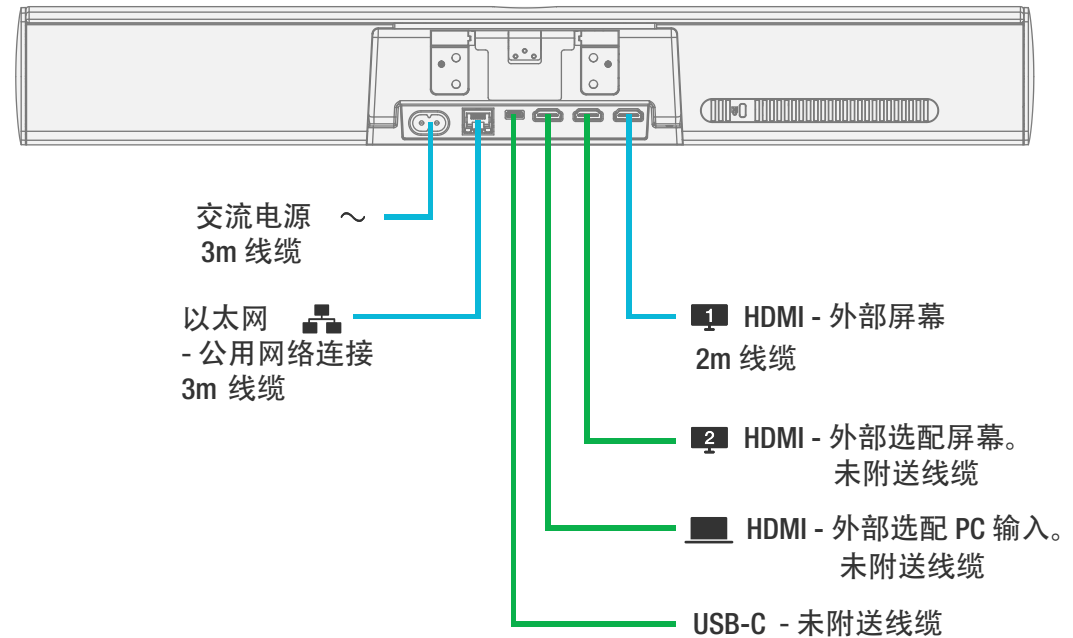 交流电源 ～
3m 线缆
以太网
- 公用网络连接
3m 线缆
1 HDMI - 外部屏幕
2m 线缆
2 HDMI - 外部选配屏幕。
未附送线缆
HDMI - 外部选配 PC 输入。
未附送线缆
USB-C - 未附送线缆